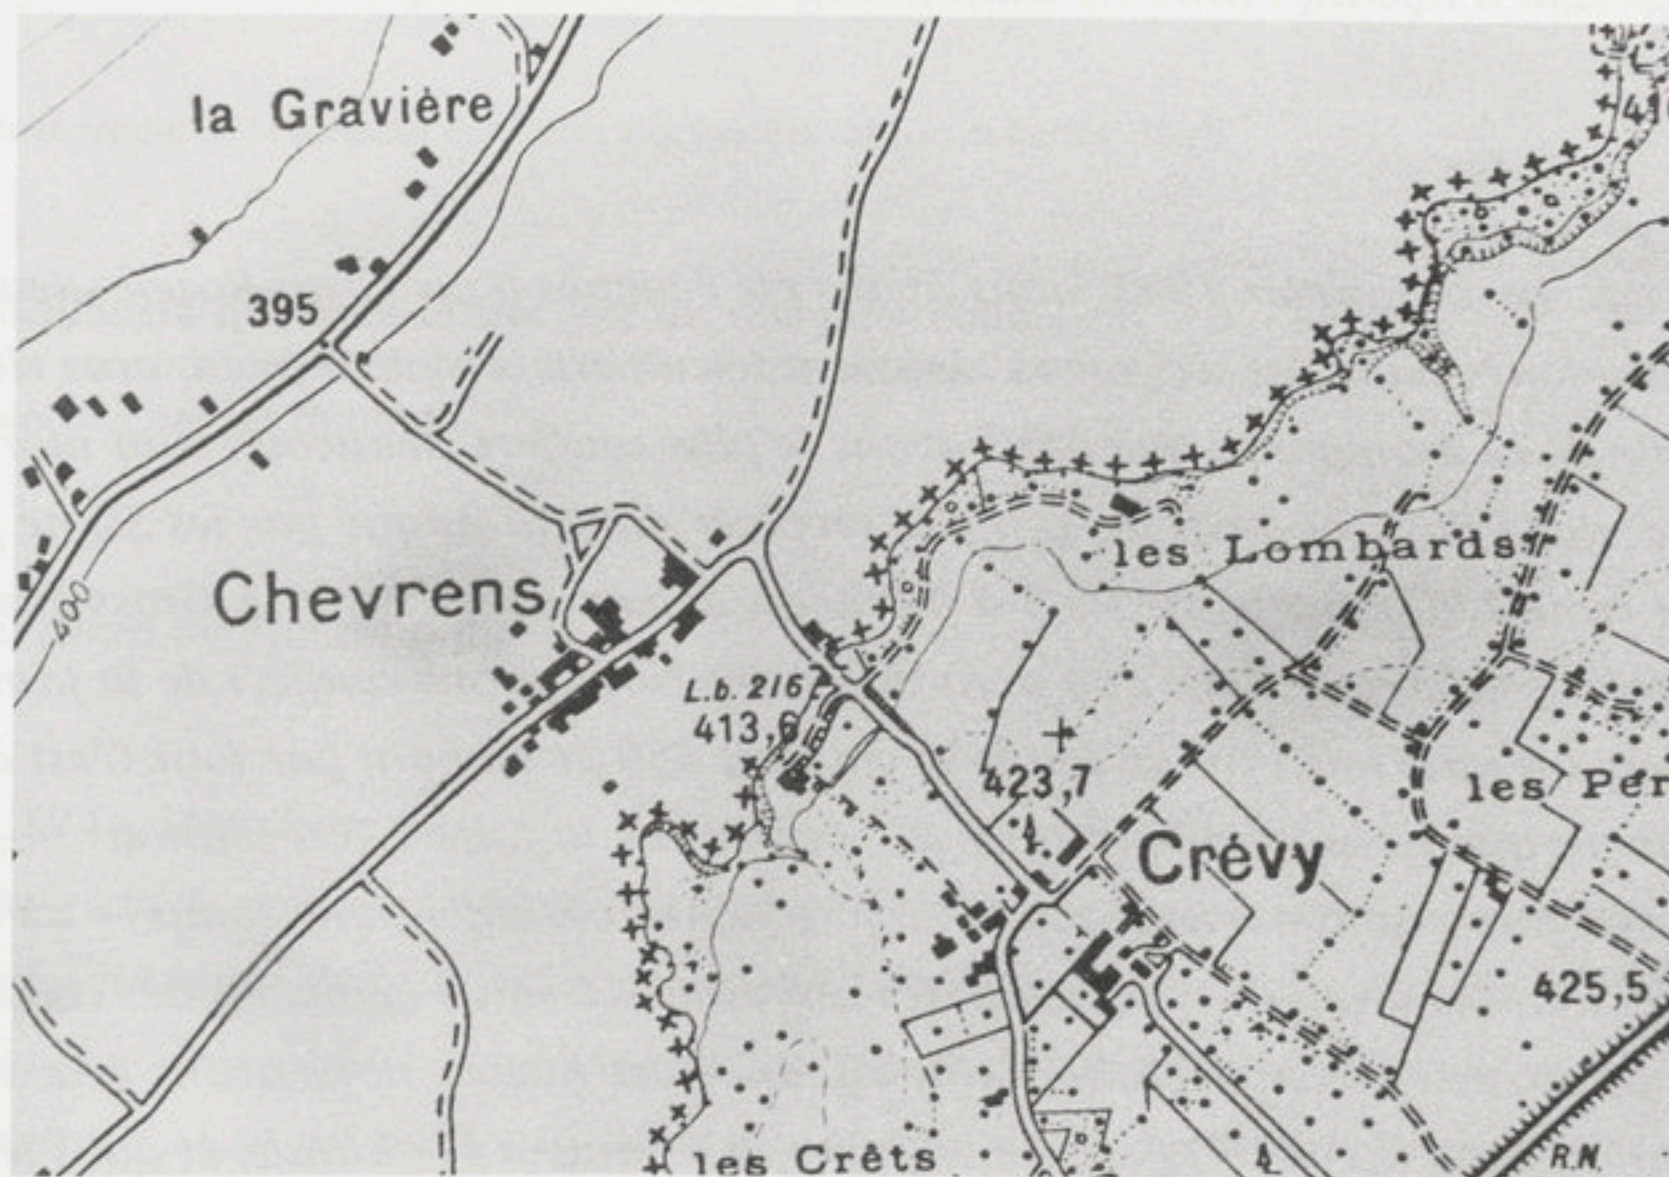 la Gravière
41
395
les Lombards
400
Chevrens
L.b. 216
413,6
423,7
les Per
Crévy
425,5
les Crêts
R.N.